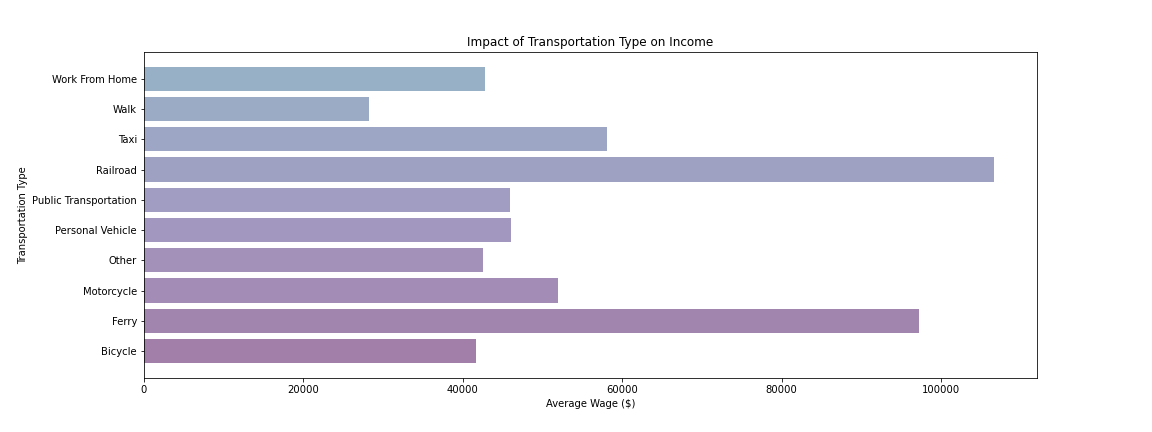 Impact of Transportation Type on Income
Transportation Type
Work From Home
Walk
Taxi
Railroad
Public Transportation
Personal Vehicle
Other
Motorcycle
Ferry
Bicycle
0 20000 40000 60000 80000 100000
Average Wage ($)